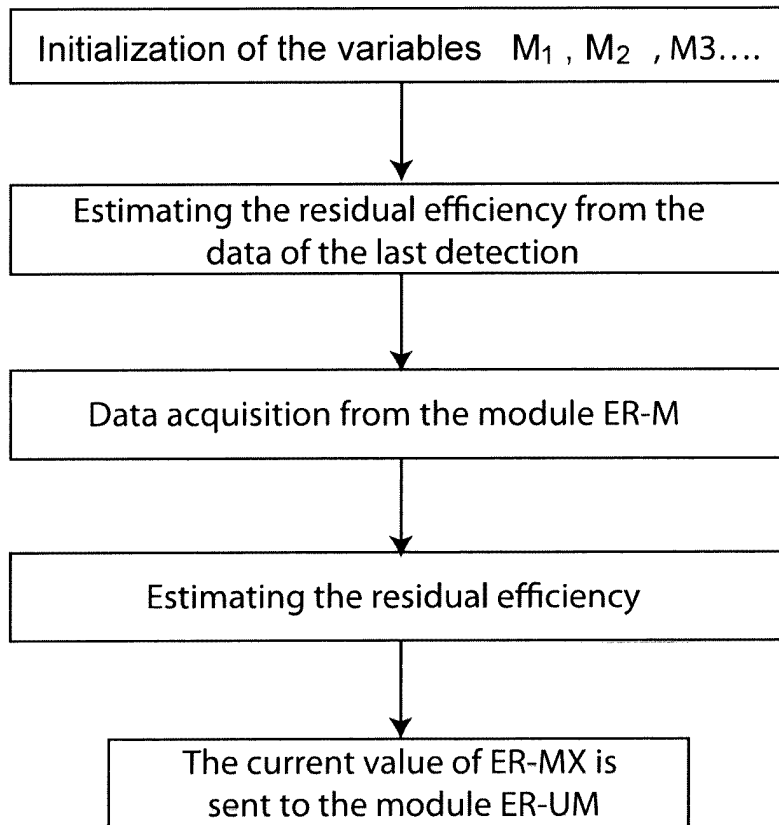 Initialization of the variables M₁ , M₂ , M3....
Estimating the residual efficiency from the
data of the last detection
Data acquisition from the module ER-M
Estimating the residual efficiency
The current value of ER-MX is
sent to the module ER-UM